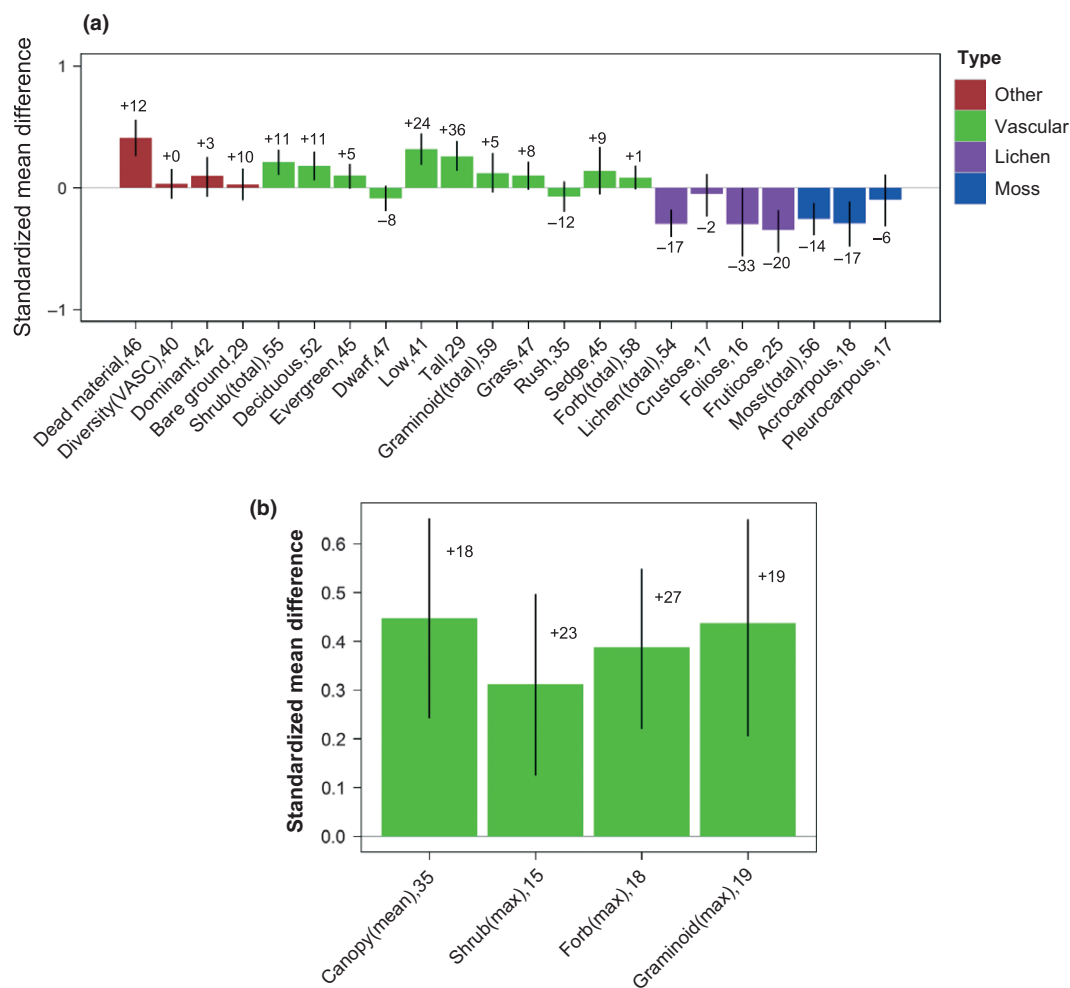 (a)
Standardized mean difference
1
0
−1
+12
+0
+3
+10
+11
+11
+5
−8
+24
+36
+5
+8
−12
+9
+1
−17
−2
−33
−20
−14
−17
−6
Dead material,46
Diversity(VASC),40
Dominant,42
Bare ground,29
Shrub(total),55
Deciduous,52
Evergreen,45
Dwarf,47
Low,41
Tall,29
Graminoid(total),59
Grass,47
Rush,35
Sedge,45
Forb(total),58
Lichen(total),54
Crustose,17
Foliose,16
Fruticose,25
Moss(total),56
Acrocarpous,18
Pleurocarpous,17
Type
Other
Vascular
Lichen
Moss
(b)
Standardized mean difference
0.6
0.5
0.4
0.3
0.2
0.1
0.0
+18
+23
+27
+19
Canopy(mean),35
Shrub(max),15
Forb(max),18
Graminoid(max),19